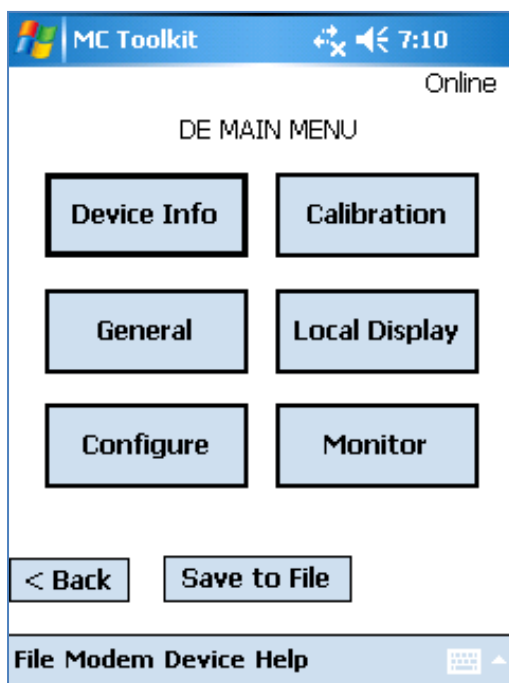 MC Toolkit 7:10
Online
DE MAIN MENU
Device Info Calibration
General Local Display
Configure Monitor
< Back Save to File
File Modem Device Help